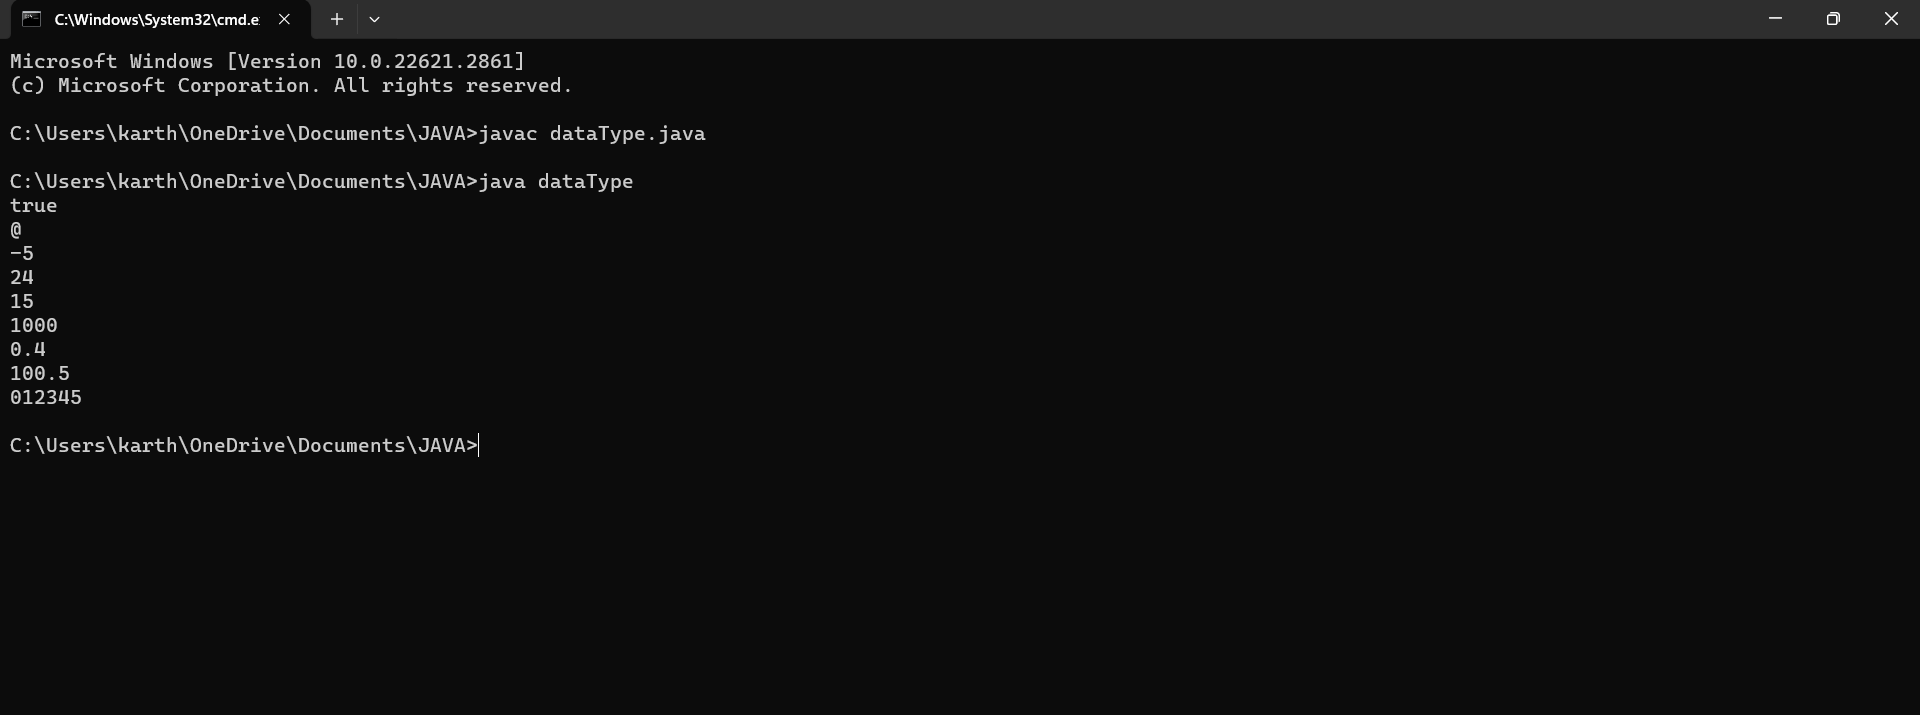 C:\Windows\System32\cmd.e
Microsoft Windows [Version 10.0.22621.2861]
(c) Microsoft Corporation. All rights reserved.
C:\Users\karth\OneDrive\Documents\JAVA>javac dataType.java
C:\Users\karth\OneDrive\Documents\JAVA>java dataType
true
@
-5
24
15
1000
0.4
100.5
012345
C:\Users\karth\OneDrive\Documents\JAVA>